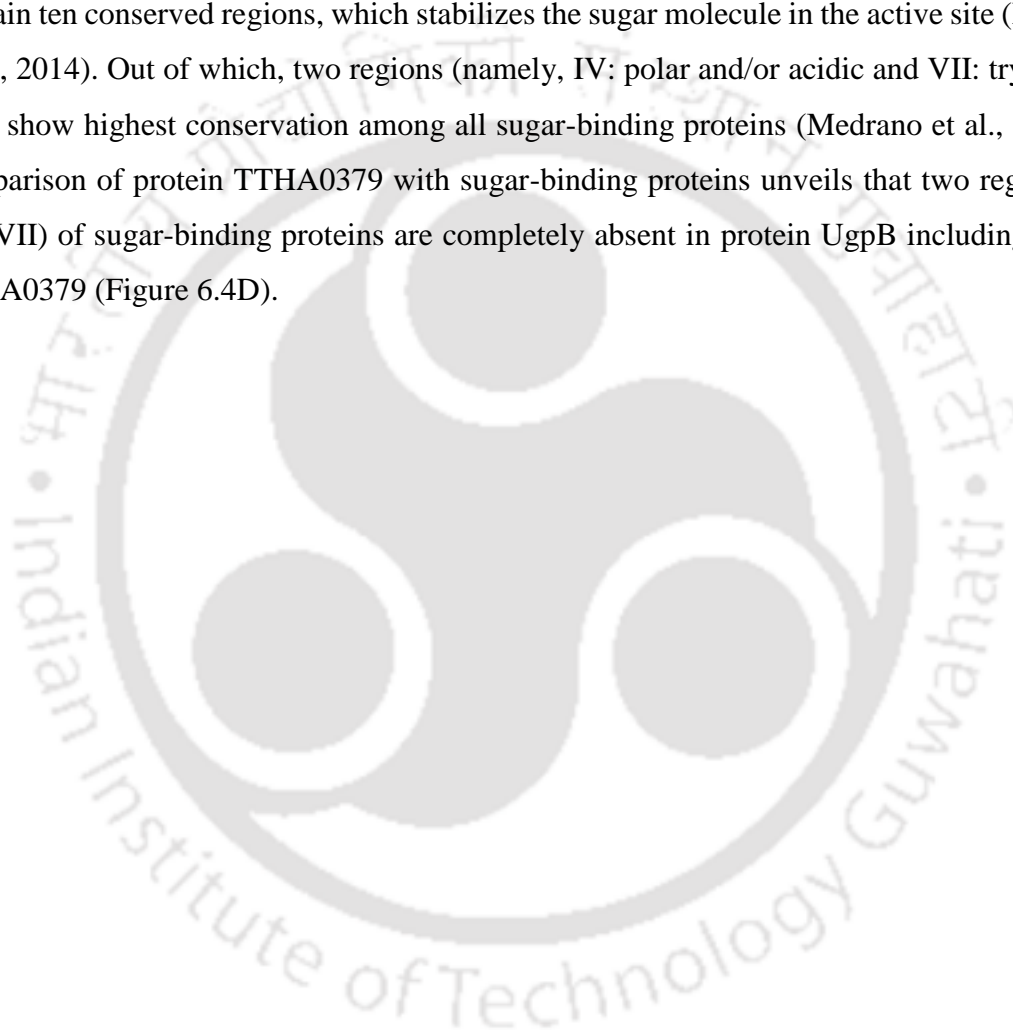 ain ten conserved regions, which stabilizes the sugar molecule in the active site (
, 2014). Out of which, two regions (namely, IV: polar and/or acidic and VII: try
show highest conservation among all sugar-binding proteins (Medrano et al.,
parison of protein TTHA0379 with sugar-binding proteins unveils that two reg
VII) of sugar-binding proteins are completely absent in protein UgpB including
A0379 (Figure 6.4D).
Indian Institute of Technology Guwahati